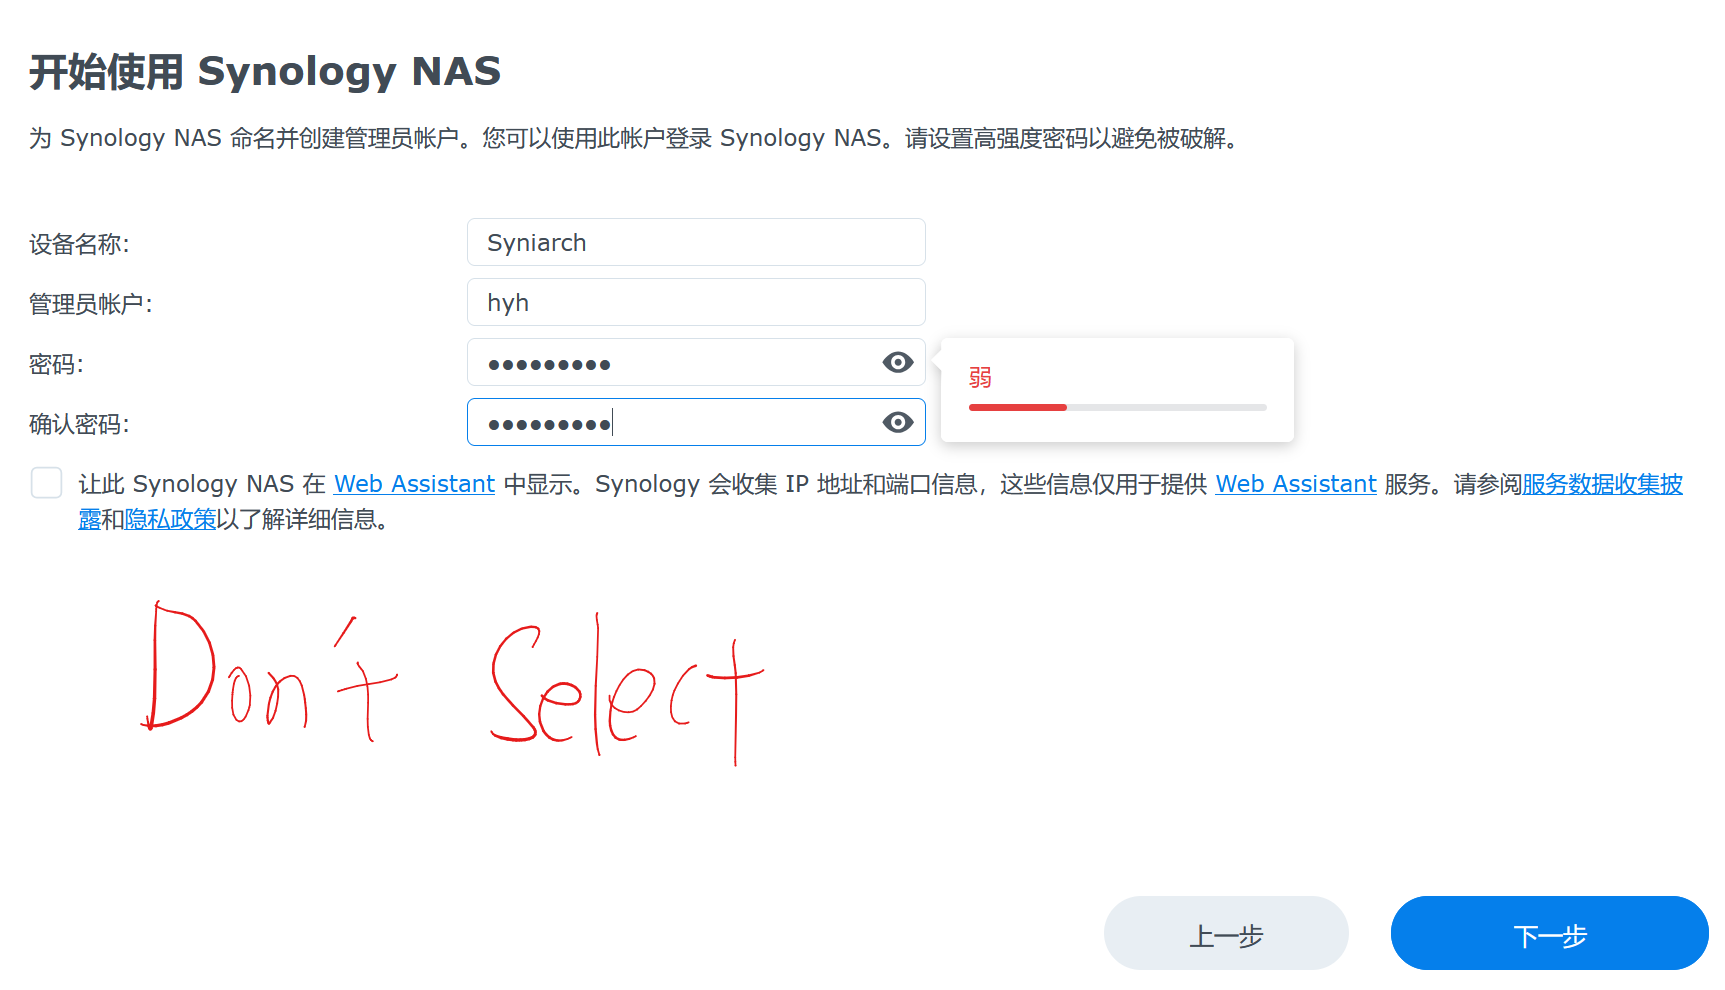 开始使用 Synology NAS
为 Synology NAS 命名并创建管理员帐户。您可以使用此帐户登录 Synology NAS。请设置高强度密码以避免被破解。
设备名称:
Syniarch
管理员帐户:
hyh
密码:
●●●●●●●●●
弱
确认密码:
●●●●●●●●●
让此 Synology NAS 在 Web Assistant 中显示。Synology 会收集 IP 地址和端口信息，这些信息仅用于提供 Web Assistant 服务。请参阅服务数据收集披
露和隐私政策以了解详细信息。
Don't Select
上一步
下一步